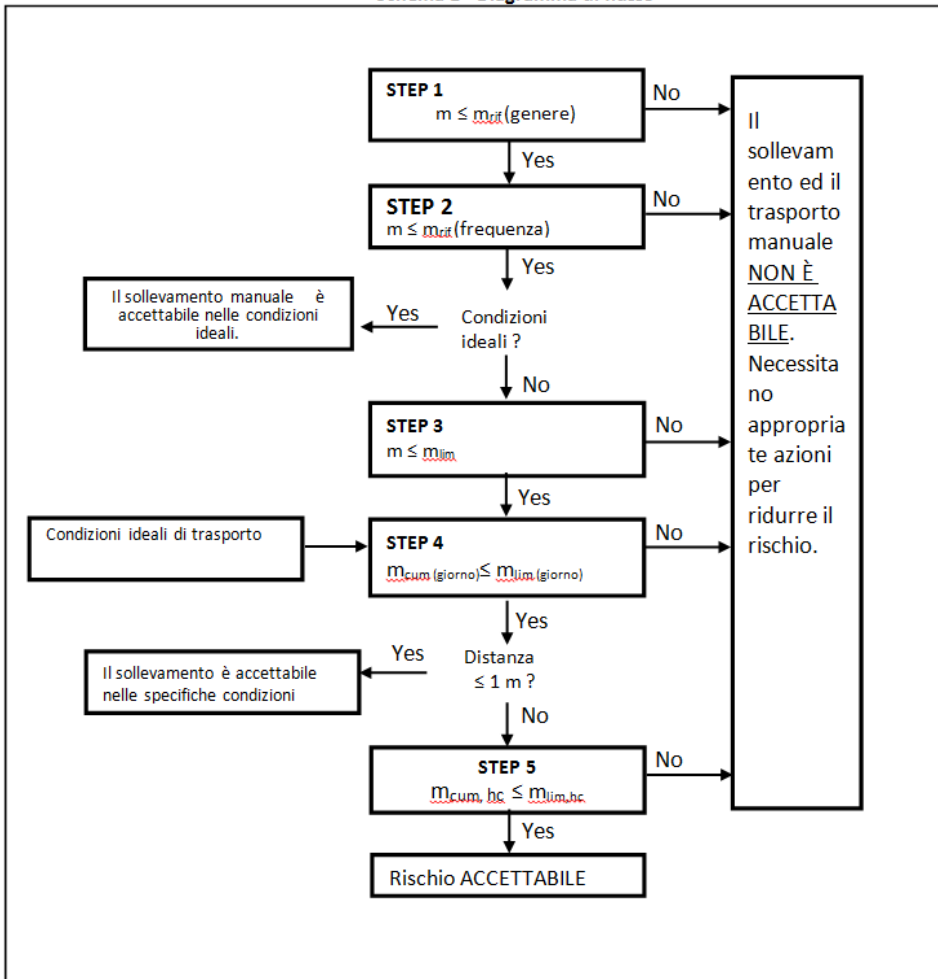 STEP 1
m ≤ mrif(genere)
No
Yes
STEP 2
m ≤ mrif(frequenza)
No
Yes
Il sollevamento manuale è
accettabile nelle condizioni
ideali.
Yes
Condizioni
ideali ?
No
STEP 3
m ≤ mlim
No
Yes
Condizioni ideali di trasporto
STEP 4
mcum (giorno)≤ mlim (giorno)
No
Yes
Il sollevamento è accettabile
nelle specifiche condizioni
Yes
Distanza
≤ 1 m ?
No
STEP 5
mcum, hc ≤ mlim,hc
No
Yes
Rischio ACCETTABILE
Il
sollevam
ento ed il
trasporto
manuale
NON È
ACCETTA
BILE.
Necessita
no
appropria
te azioni
per
ridurre il
rischio.